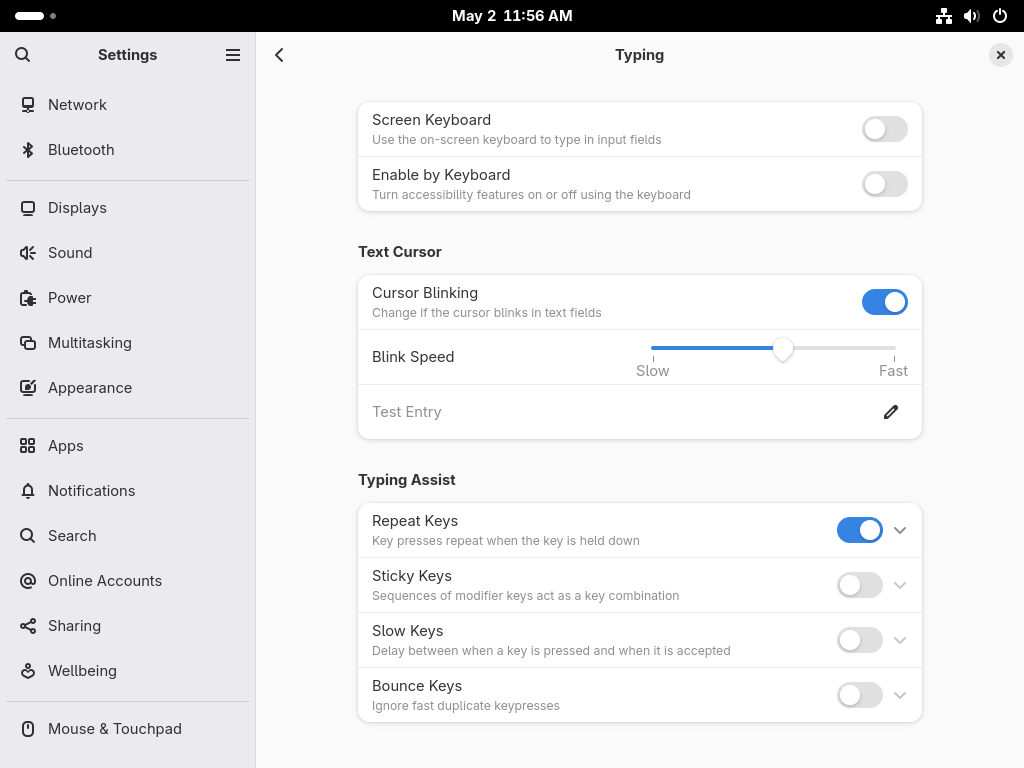 May 2  11:56 AM
Settings
Typing
Network
Bluetooth
Displays
Sound
Power
Multitasking
Appearance
Apps
Notifications
Search
Online Accounts
Sharing
Wellbeing
Mouse & Touchpad
Screen Keyboard
Use the on-screen keyboard to type in input fields
Enable by Keyboard
Turn accessibility features on or off using the keyboard
Text Cursor
Cursor Blinking
Change if the cursor blinks in text fields
Blink Speed
Slow
Fast
Test Entry
Typing Assist
Repeat Keys
Key presses repeat when the key is held down
Sticky Keys
Sequences of modifier keys act as a key combination
Slow Keys
Delay between when a key is pressed and when it is accepted
Bounce Keys
Ignore fast duplicate keypresses